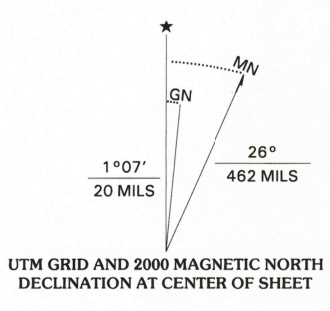 ★
MN
GN
1°07'
20 MILS
26°
462 MILS
UTM GRID AND 2000 MAGNETIC NORTH
DECLINATION AT CENTER OF SHEET